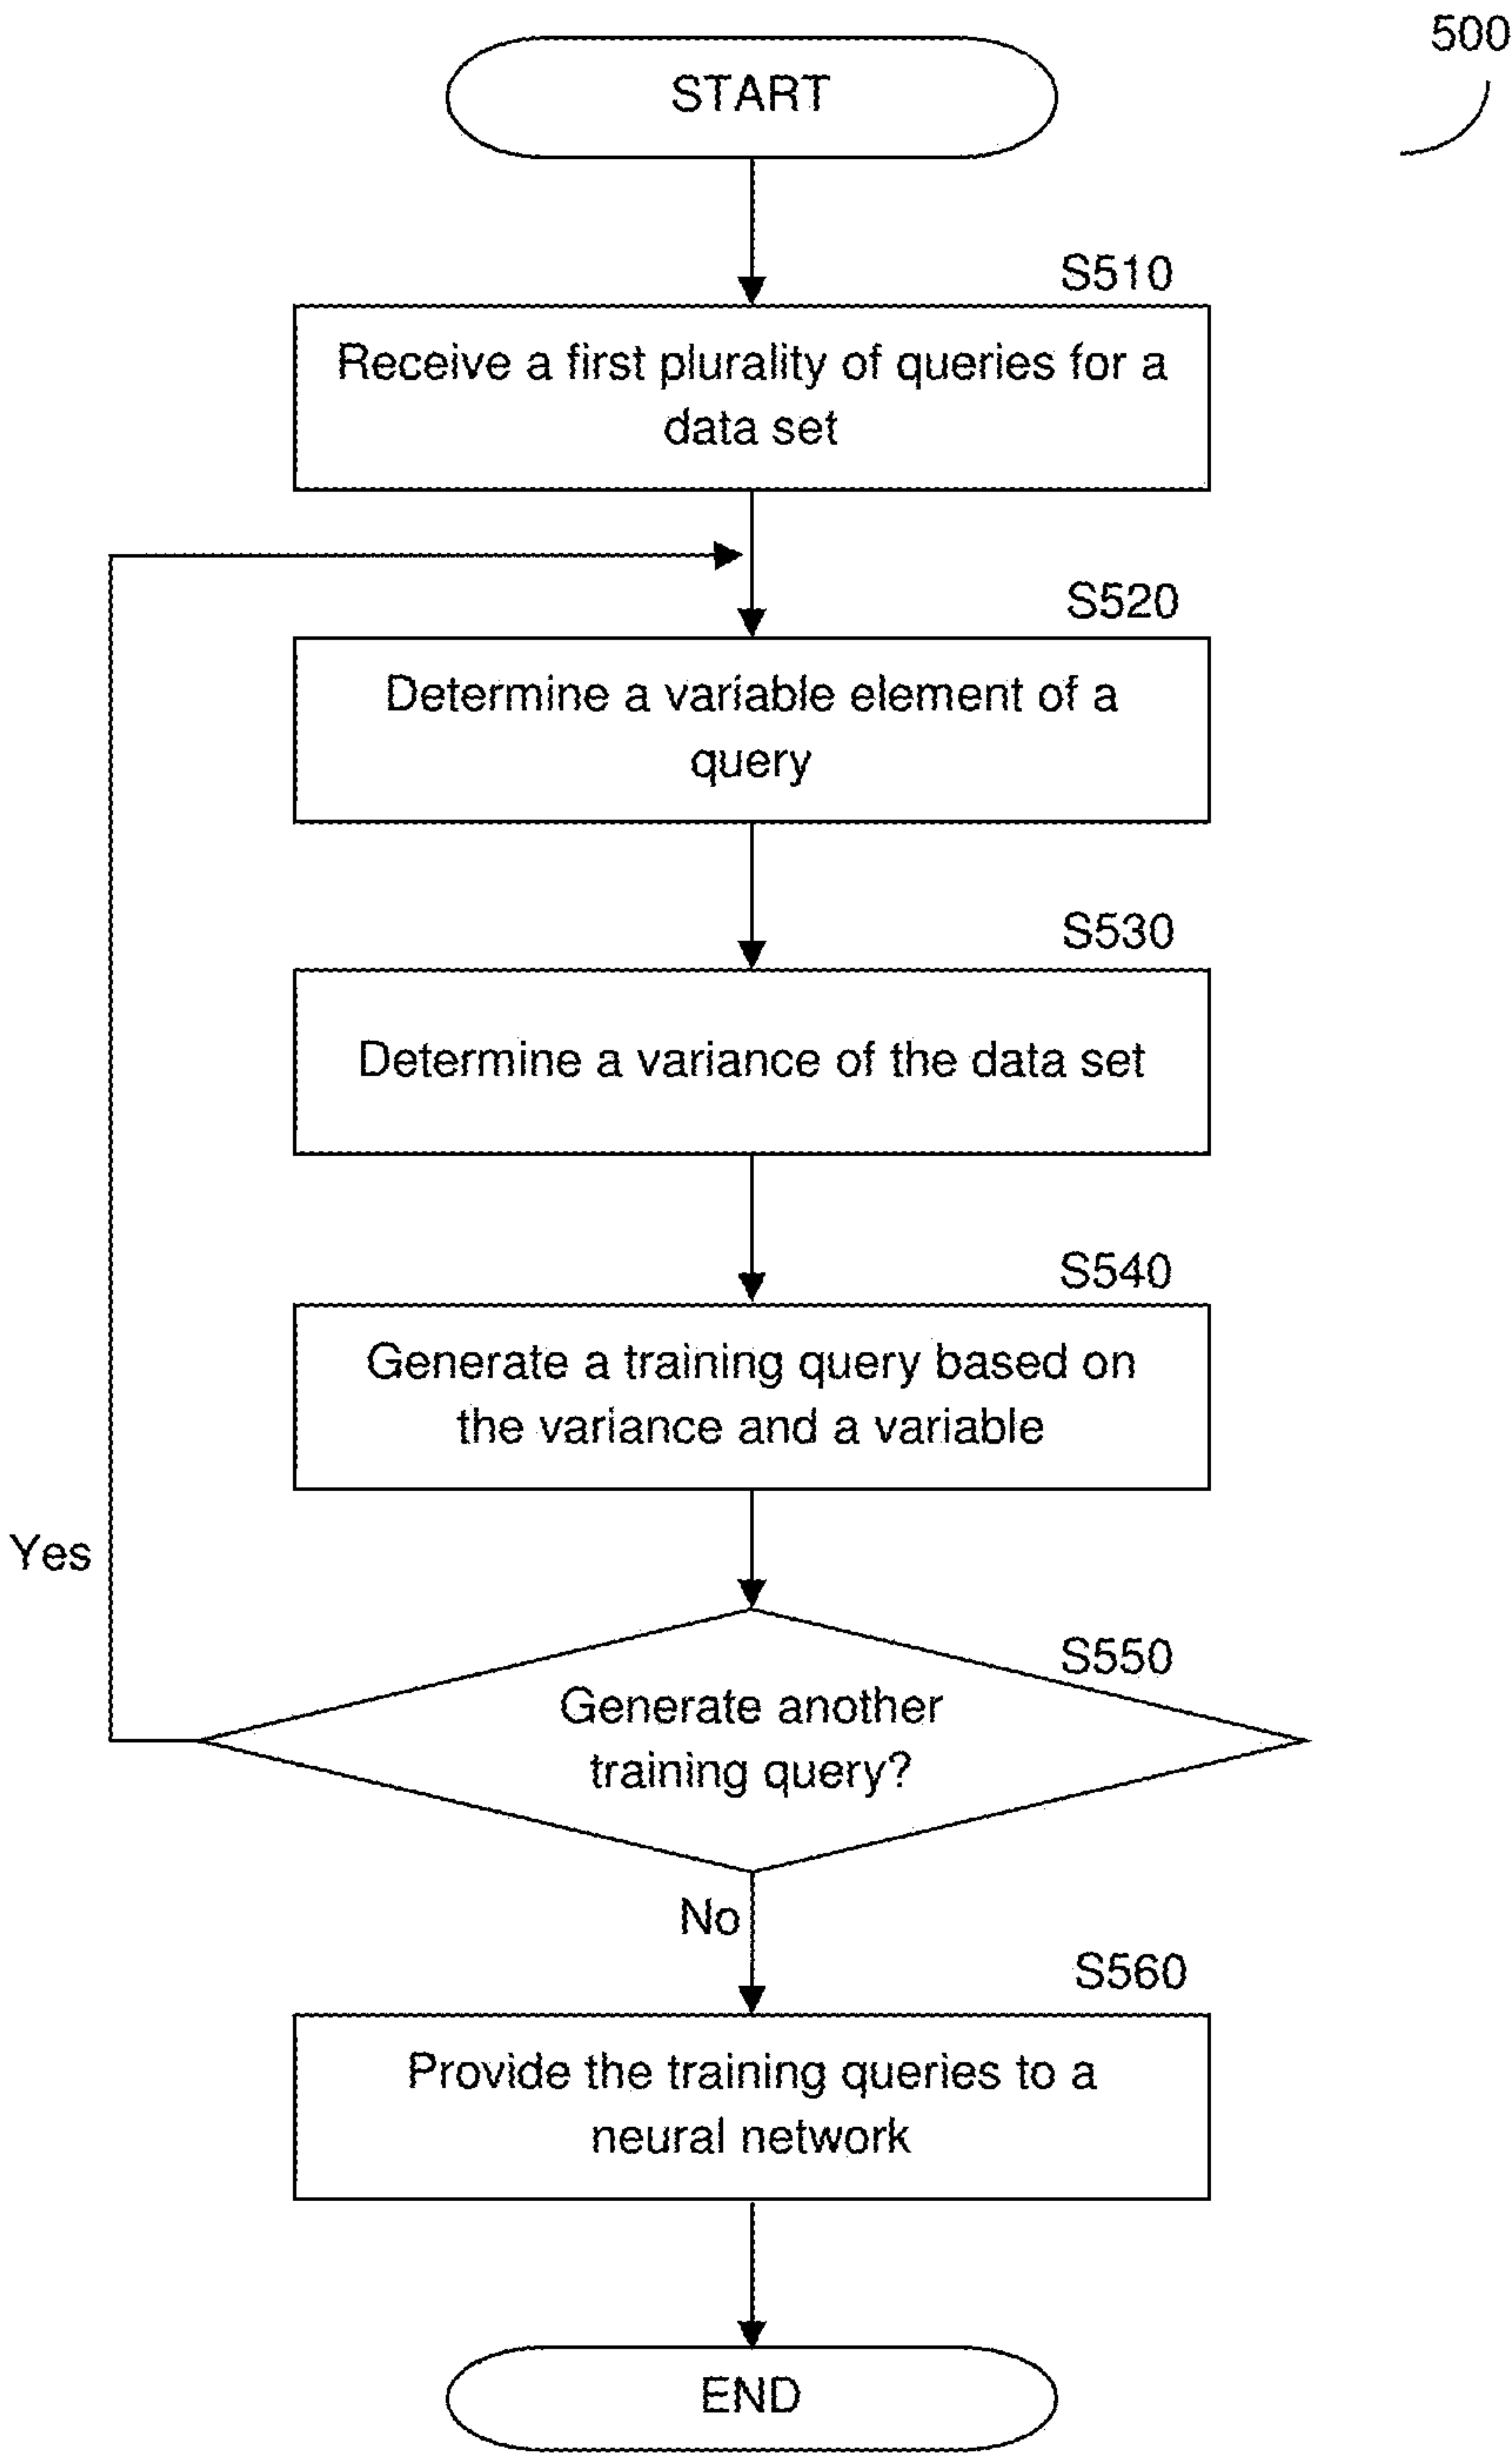 500
START
S510
Receive a first plurality of queries for a
data set
S520
Determine a variable element of a
query
S530
Determine a variance of the data set
S540
Generate a training query based on
the variance and a variable
Yes
S550
Generate another
training query?
No
S560
Provide the training queries to a
neural network
END